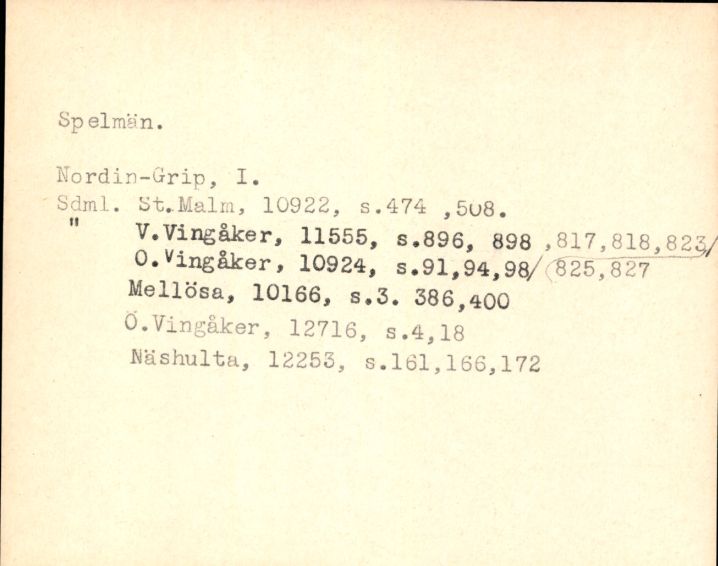 Spelmän.
Nordin-Grip, I.
Sdml. St.Malm, 10922, s.474 ,508.
" V.Vingåker, 11555, s.896, 898 ,817,818,823/
O.Vingåker, 10924, s.91,94,98/(825,827
Mellösa, 10166, s.3. 386,400
Ö.Vingåker, 12716, s.4,18
Näshulta, 12253, s.161,166,172